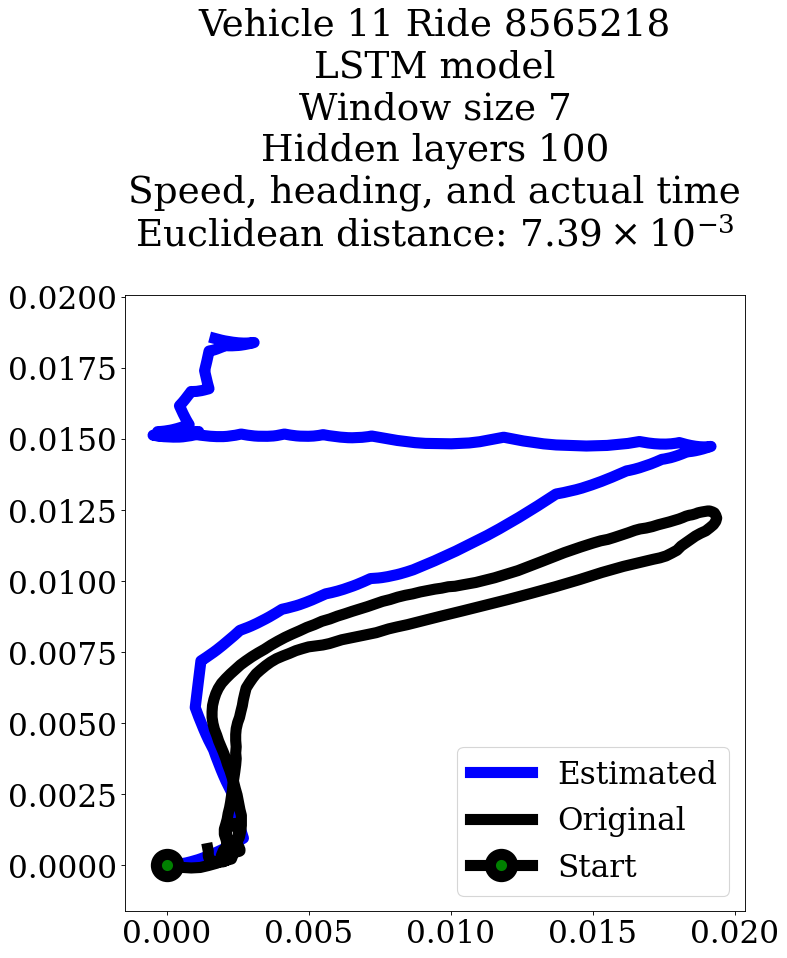 Vehicle 11 Ride 8565218
LSTM model
Window size 7
Hidden layers 100
Speed, heading, and actual time
Euclidean distance: 7.39 × 10⁻³
0.0200
0.0175
0.0150
0.0125
0.0100
0.0075
0.0050
0.0025
0.0000
Estimated
Original
Start
0.000 0.005 0.010 0.015 0.020